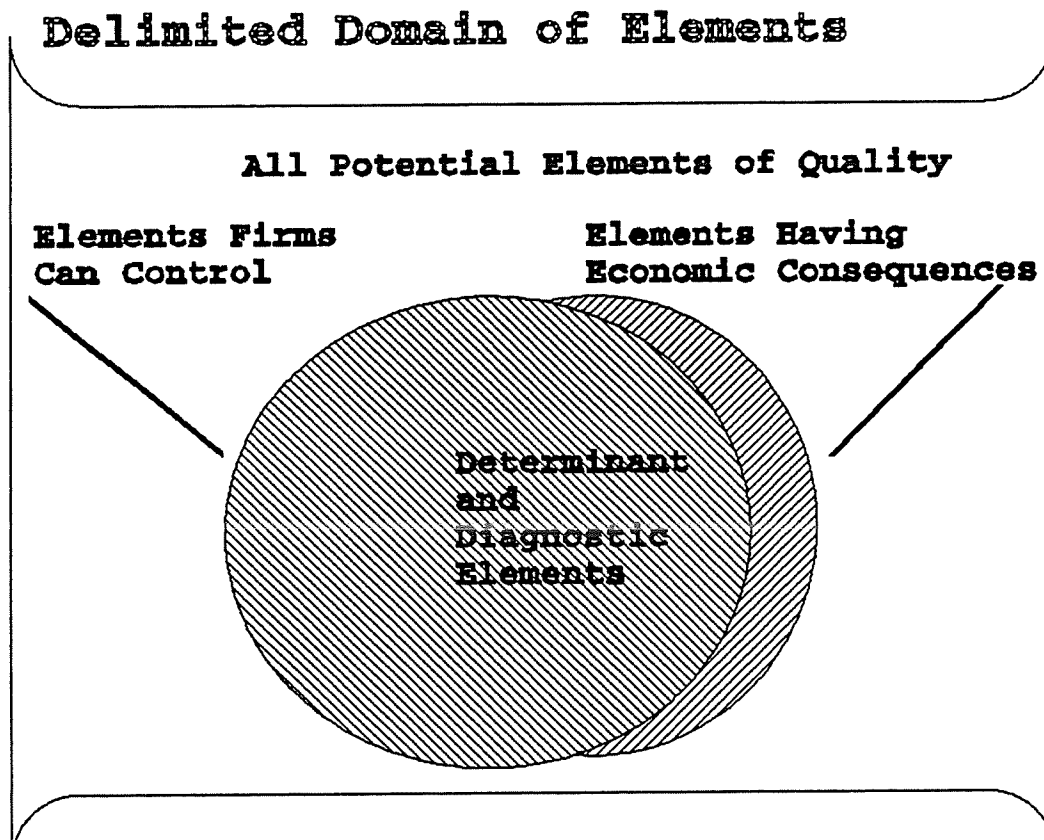 Delimited Domain of Elements
All Potential Elements of Quality
Elements Firms
Can Control
Elements Having
Economic Consequences
Determinant
and
Diagnostic
Elements